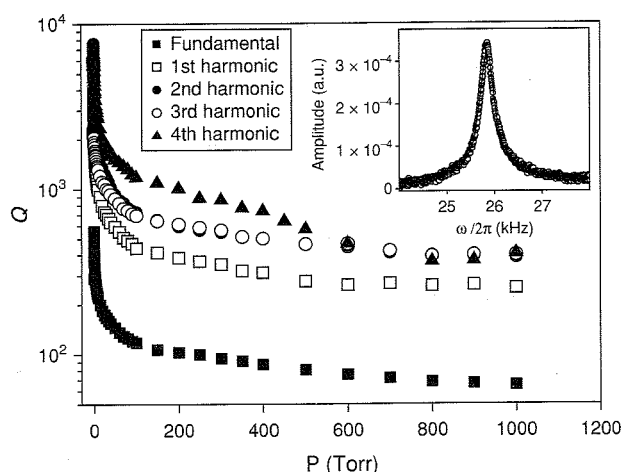 10⁴
10³
10²
Q
Fundamental
1st harmonic
2nd harmonic
3rd harmonic
4th harmonic
Amplitude (a.u.)
3 × 10⁻⁴
2 × 10⁻⁴
1 × 10⁻⁴
0
25 26 27
ω/2π (kHz)
0 200 400 600 800 1000 1200
P (Torr)